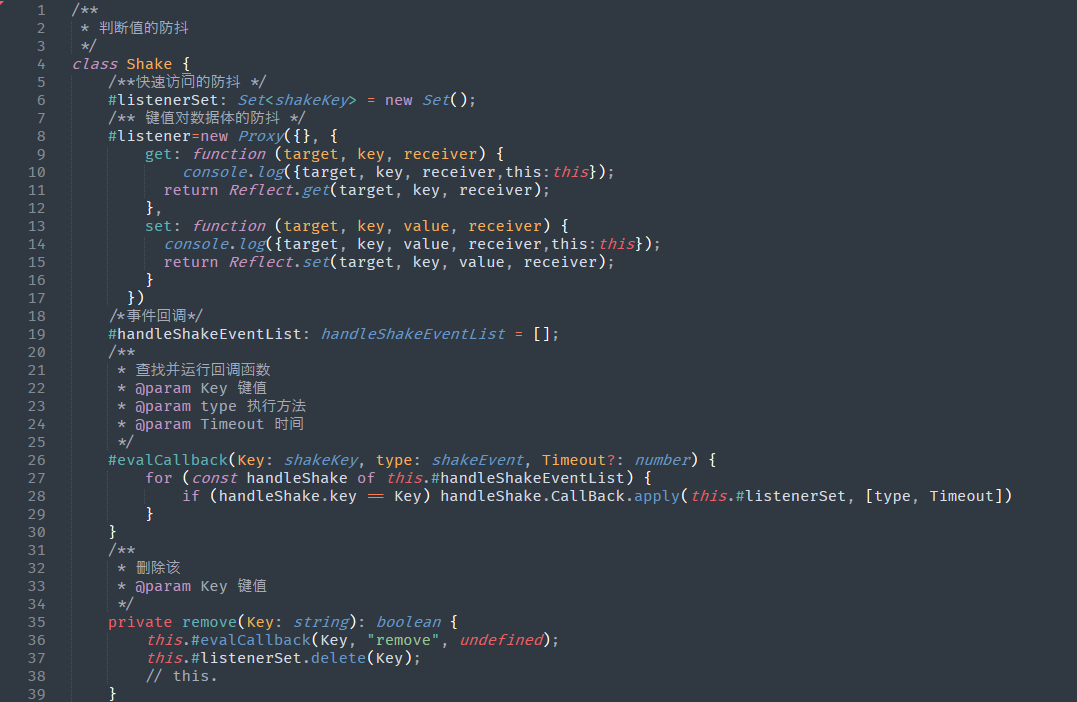 1 /**
2  * 判断值的防抖
3  */
4 class Shake {
5     /**快速访问的防抖 */
6     #listenerSet: Set<shakeKey> = new Set();
7     /** 键值对数据体的防抖 */
8     #listener=new Proxy({}, {
9         get: function (target, key, receiver) {
10             console.log({target, key, receiver,this:this});
11           return Reflect.get(target, key, receiver);
12         },
13         set: function (target, key, value, receiver) {
14           console.log({target, key, value, receiver,this:this});
15           return Reflect.set(target, key, value, receiver);
16         }
17       })
18     /*事件回调*/
19     #handleShakeEventList: handleShakeEventList = [];
20     /**
21      * 查找并运行回调函数
22      * @param Key 键值
23      * @param type 执行方法
24      * @param Timeout 时间
25      */
26     #evalCallback(Key: shakeKey, type: shakeEvent, Timeout?: number) {
27         for (const handleShake of this.#handleShakeEventList) {
28             if (handleShake.key == Key) handleShake.CallBack.apply(this.#listenerSet, [type, Timeout])
29         }
30     }
31     /**
32      * 删除该
33      * @param Key 键值
34      */
35     private remove(Key: string): boolean {
36         this.#evalCallback(Key, "remove", undefined);
37         this.#listenerSet.delete(Key);
38         // this.
39     }